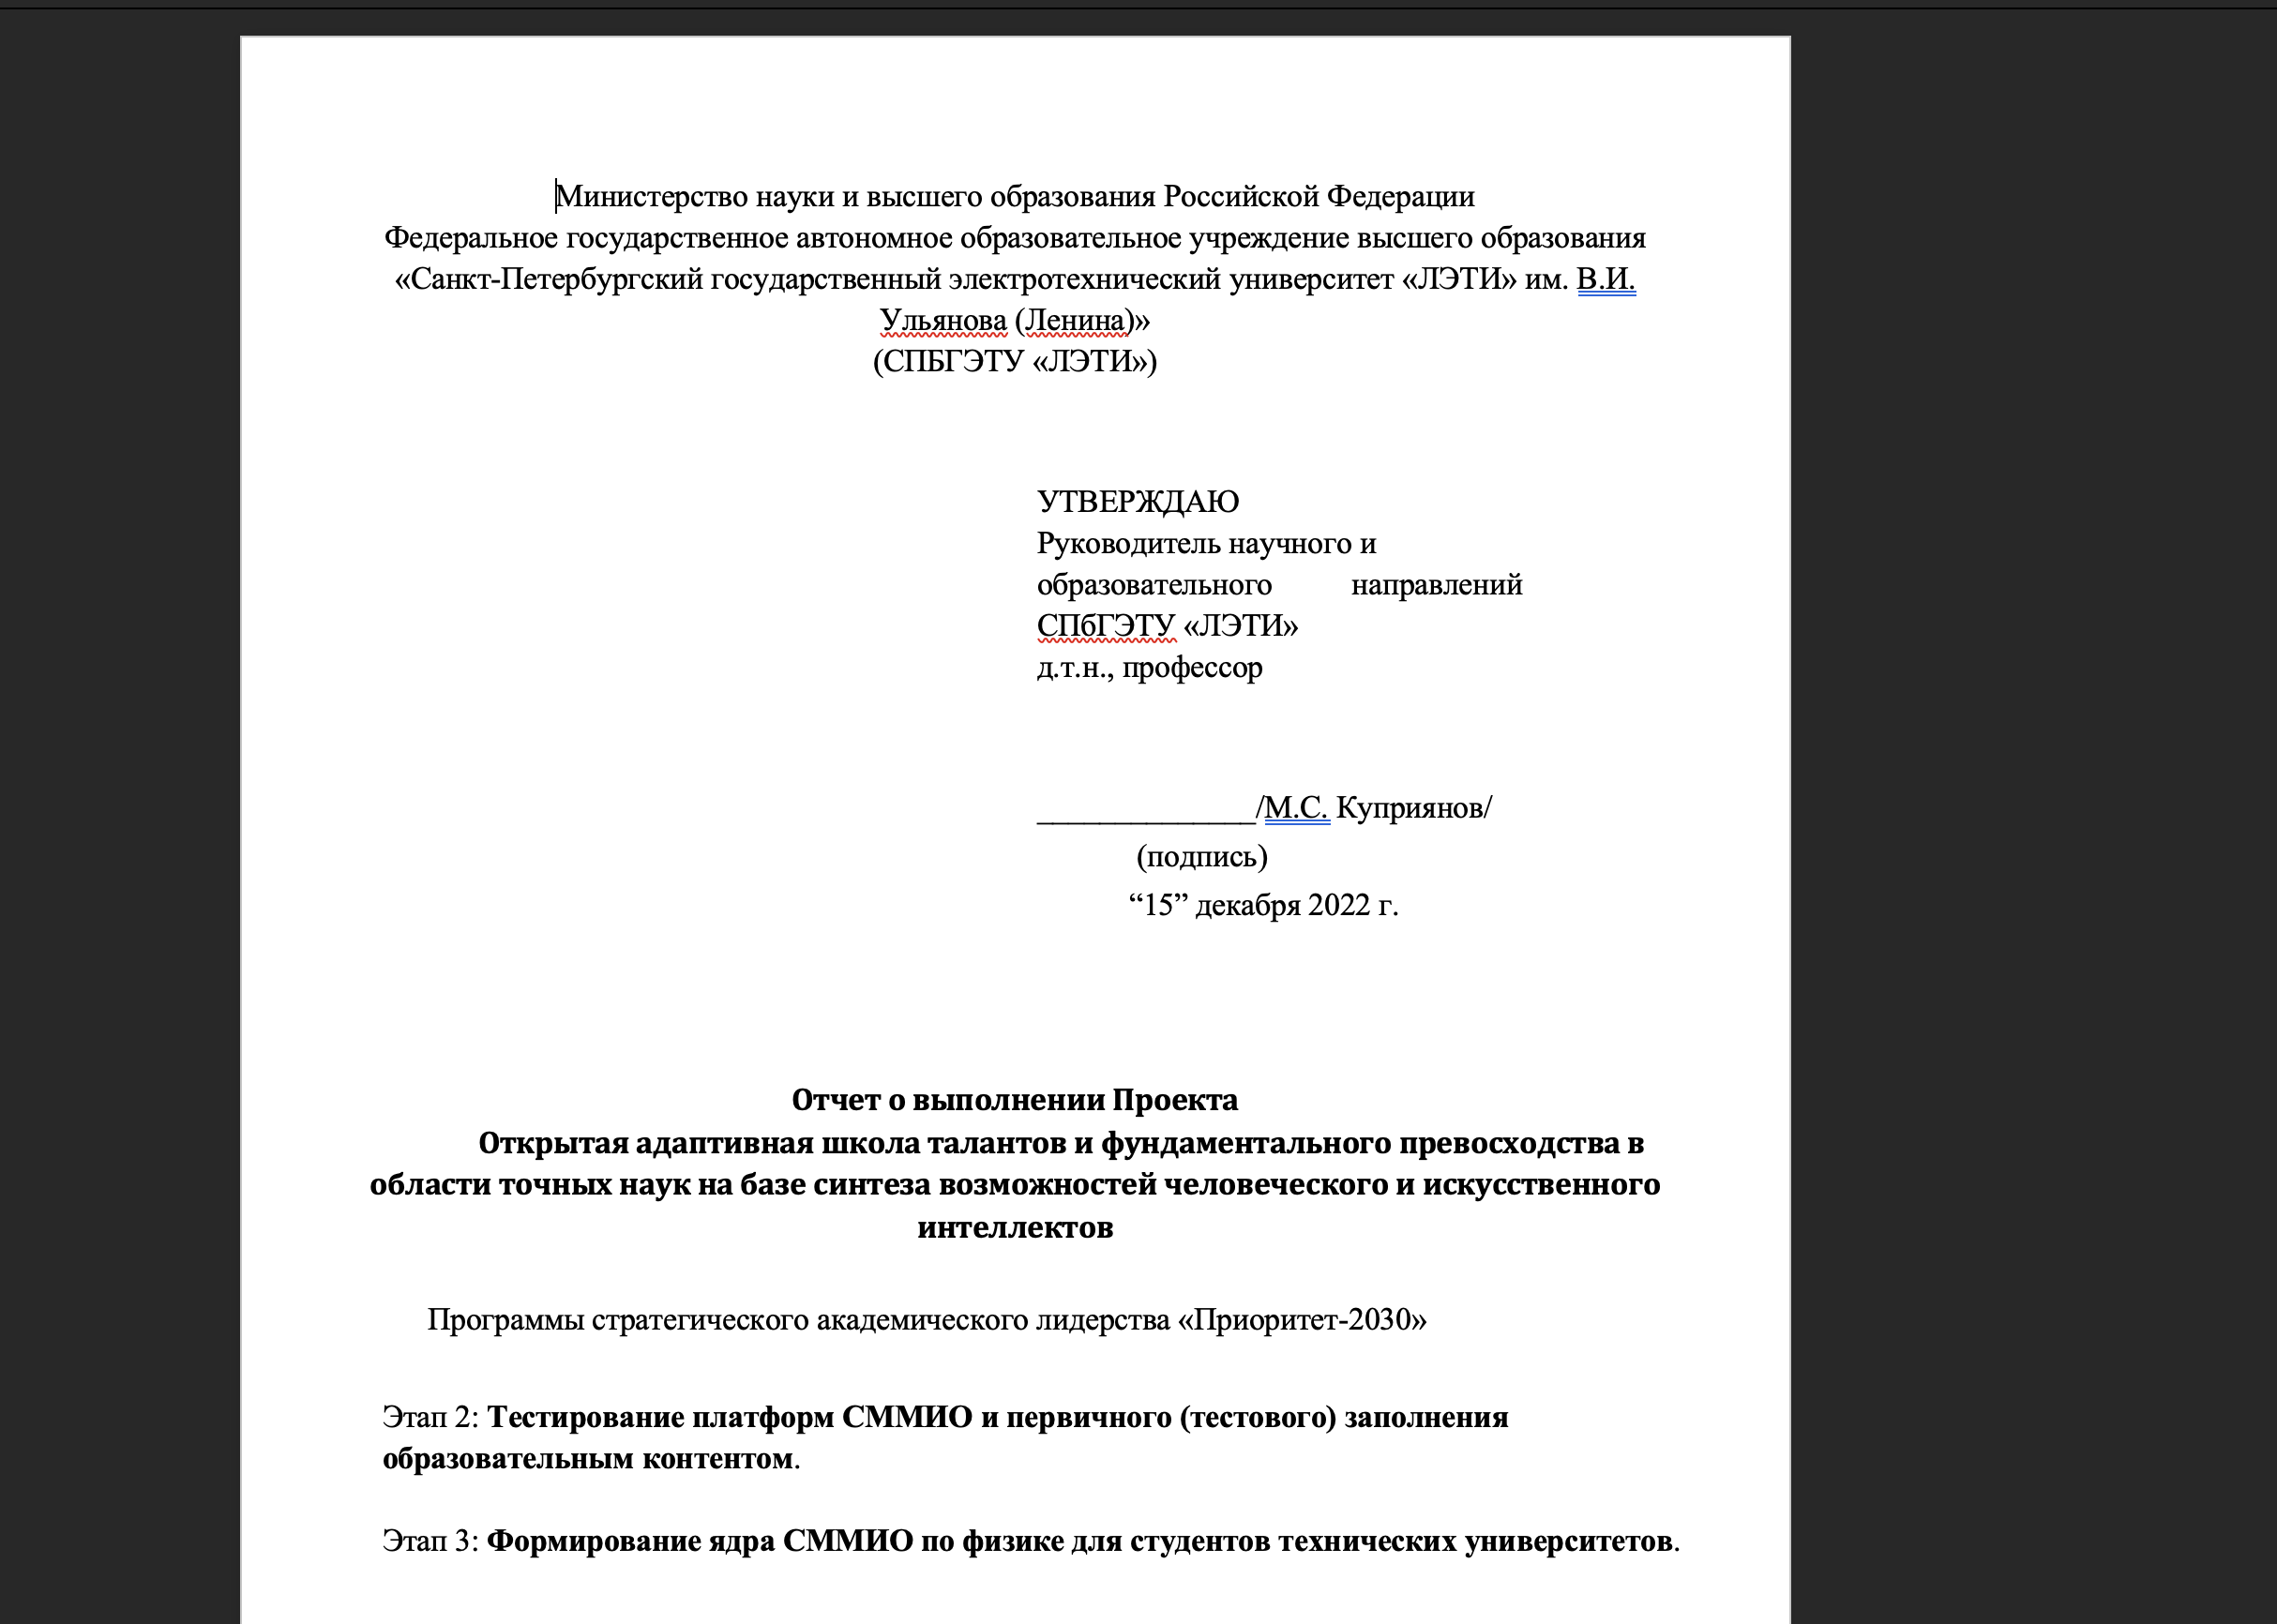 Министерство науки и высшего образования Российской Федерации
Федеральное государственное автономное образовательное учреждение высшего образования
«Санкт-Петербургский государственный электротехнический университет «ЛЭТИ» им. В.И.
Ульянова (Ленина)»
(СПБГЭТУ «ЛЭТИ»)
УТВЕРЖДАЮ
Руководитель научного и
образовательного направлений
СПбГЭТУ «ЛЭТИ»
д.т.н., профессор
______________/М.С. Куприянов/
(подпись)
“15” декабря 2022 г.
Отчет о выполнении Проекта
Открытая адаптивная школа талантов и фундаментального превосходства в
области точных наук на базе синтеза возможностей человеческого и искусственного
интеллектов
Программы стратегического академического лидерства «Приоритет-2030»
Этап 2: Тестирование платформ СММИО и первичного (тестового) заполнения
образовательным контентом.
Этап 3: Формирование ядра СММИО по физике для студентов технических университетов.